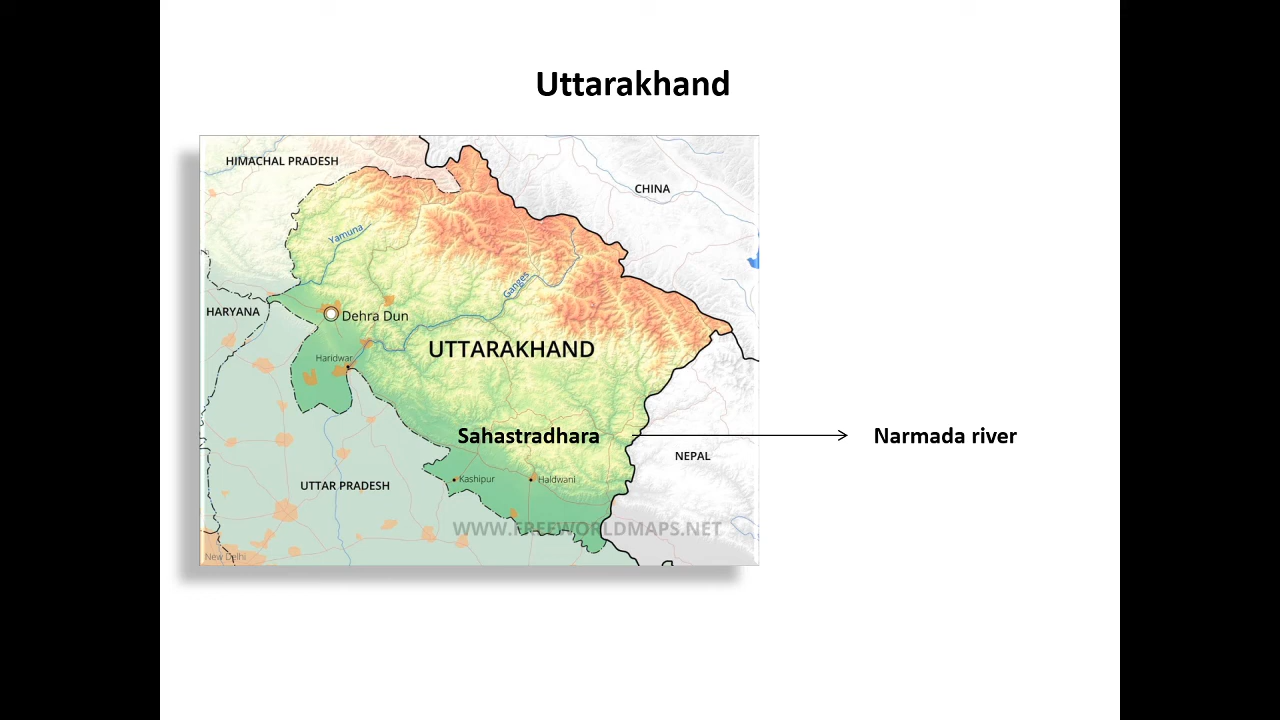 Uttarakhand
HIMACHAL PRADESH
CHINA
Yamuna
Ganges
HARYANA
Dehra Dun
UTTARAKHAND
Haridwar
Sahastradhara
Narmada river
NEPAL
Kashipur
Haldwani
UTTAR PRADESH
WWW.FREEWORLDMAPS.NET
New Delhi